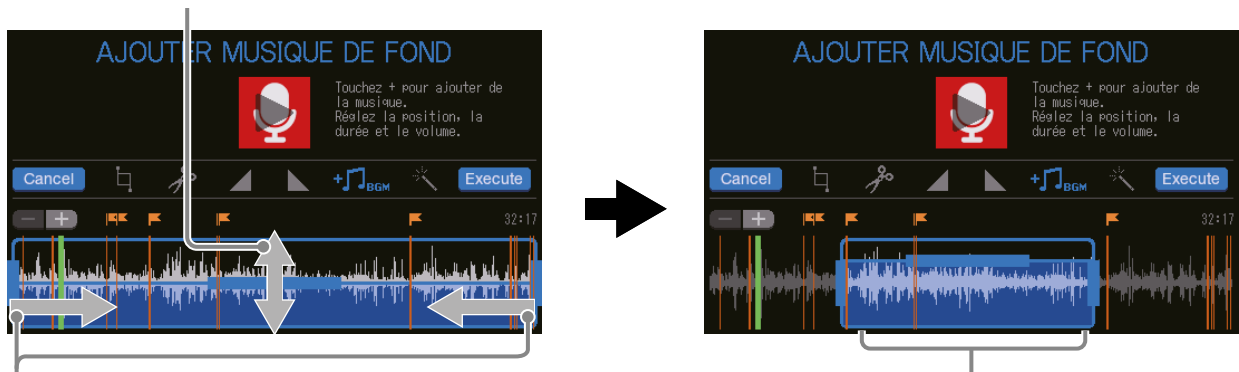 AJOUTER MUSIQUE DE FOND
Touchez + pour ajouter de
la musique.
Réglez la position, la
durée et le volume.
Cancel
+
BGM
Execute
− +
32:17
AJOUTER MUSIQUE DE FOND
Touchez + pour ajouter de
la musique.
Réglez la position, la
durée et le volume.
Cancel
+
BGM
Execute
− +
32:17